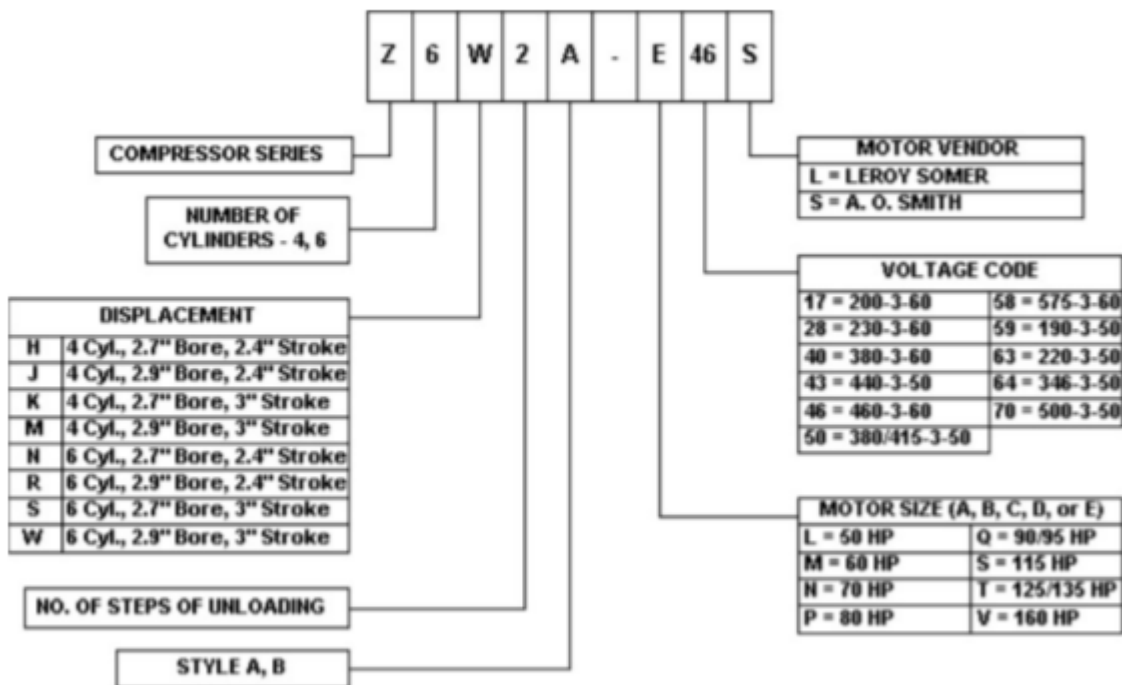 Z 6 W 2 A - E 46 S
COMPRESSOR SERIES
NUMBER OF
CYLINDERS - 4, 6
DISPLACEMENT
H 4 Cyl., 2.7" Bore, 2.4" Stroke
J 4 Cyl., 2.9" Bore, 2.4" Stroke
K 4 Cyl., 2.7" Bore, 3" Stroke
M 4 Cyl., 2.9" Bore, 3" Stroke
N 6 Cyl., 2.7" Bore, 2.4" Stroke
R 6 Cyl., 2.9" Bore, 2.4" Stroke
S 6 Cyl., 2.7" Bore, 3" Stroke
W 6 Cyl., 2.9" Bore, 3" Stroke
NO. OF STEPS OF UNLOADING
STYLE A, B
MOTOR VENDOR
L = LEROY SOMER
S = A. O. SMITH
VOLTAGE CODE
17 = 200-3-60 58 = 575-3-60
28 = 230-3-60 59 = 190-3-50
40 = 380-3-60 63 = 220-3-50
43 = 440-3-50 64 = 346-3-50
46 = 460-3-60 70 = 500-3-50
50 = 380/415-3-50
MOTOR SIZE (A, B, C, D, or E)
L = 50 HP Q = 90/95 HP
M = 60 HP S = 115 HP
N = 70 HP T = 125/135 HP
P = 80 HP V = 160 HP